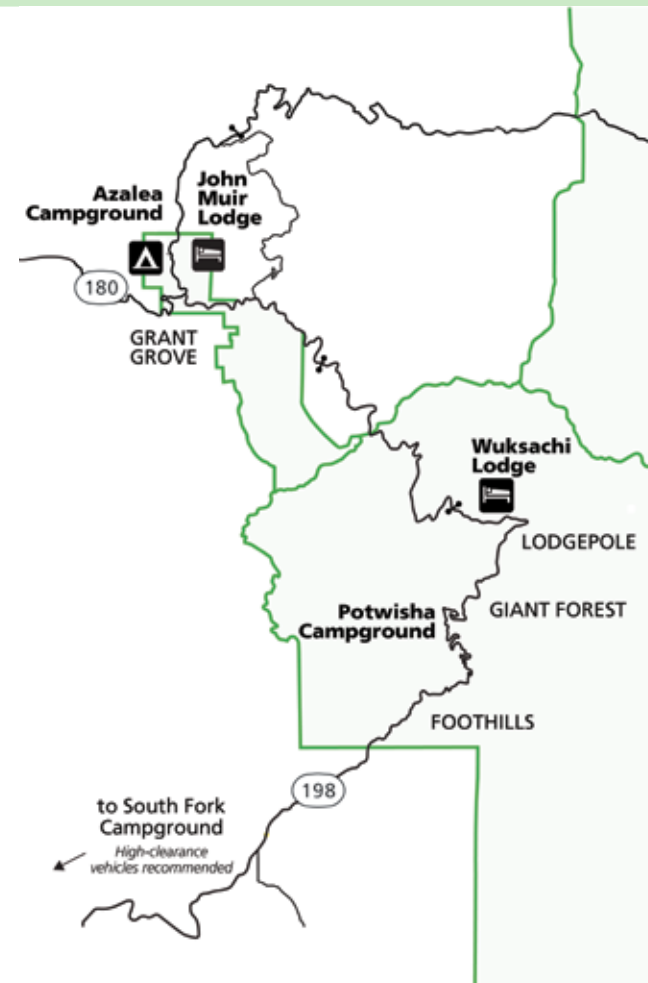 Azalea
Campground
John
Muir
Lodge
180
GRANT
GROVE
Wuksachi
Lodge
LODGEPOLE
Potwisha
Campground
GIANT FOREST
FOOTHILLS
198
to South Fork
Campground
High-clearance
vehicles recommended